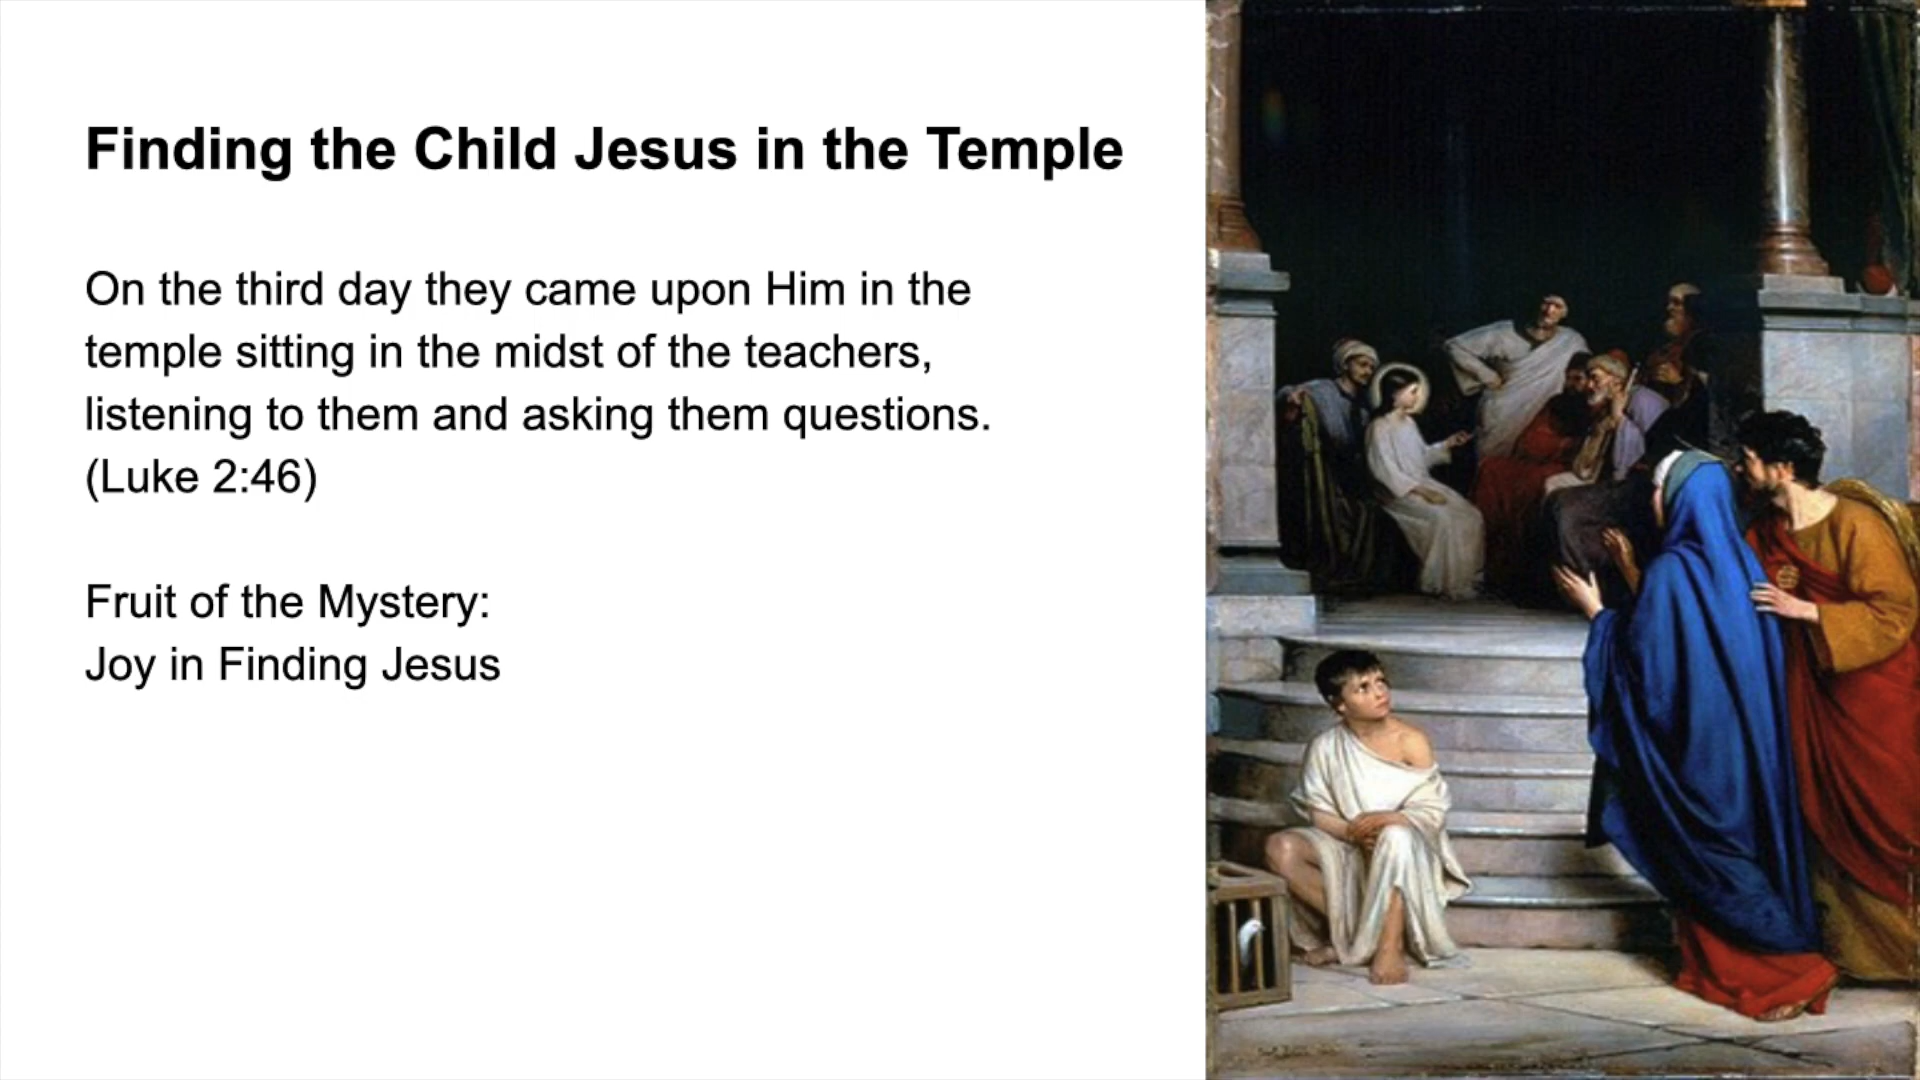 Finding the Child Jesus in the Temple
On the third day they came upon Him in the
temple sitting in the midst of the teachers,
listening to them and asking them questions.
(Luke 2:46)
Fruit of the Mystery:
Joy in Finding Jesus